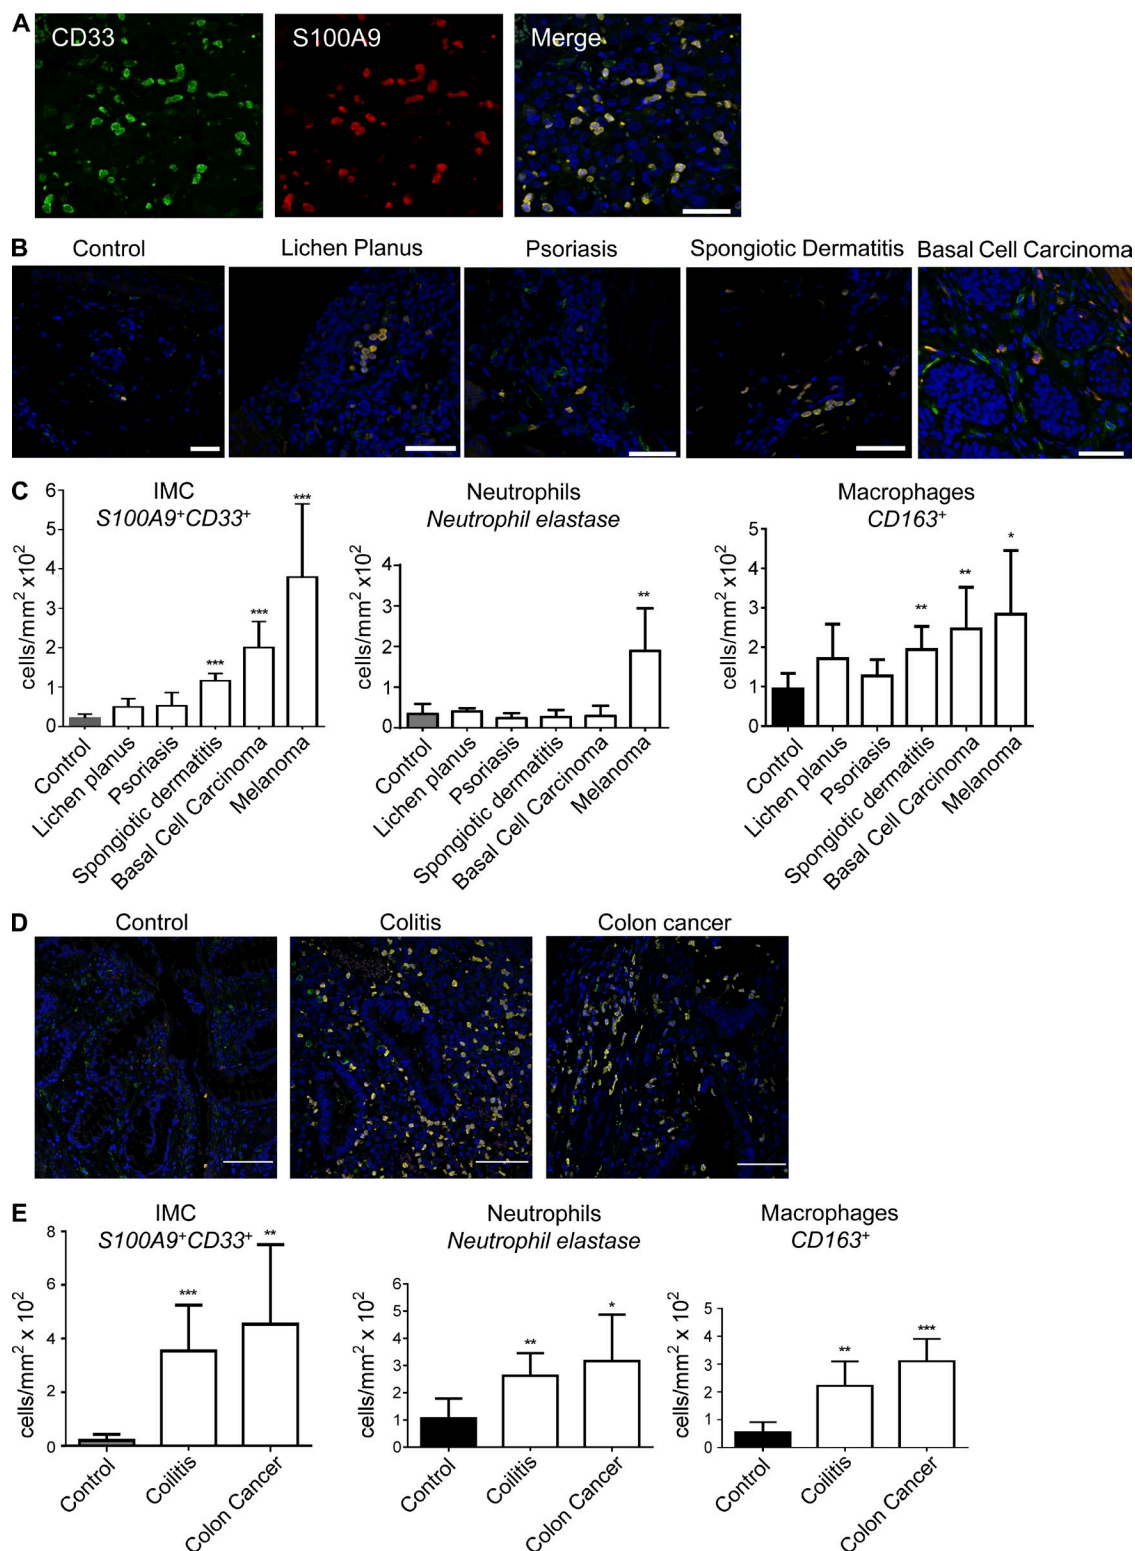 A
CD33
S100A9
Merge
B
Control
Lichen Planus
Psoriasis
Spongiotic Dermatitis
Basal Cell Carcinoma
C
IMC
S100A9⁺CD33⁺
cells/mm² x10²
6
5
4
3
2
1
0
***
***
***
Control
Lichen planus
Psoriasis
Spongiotic dermatitis
Basal Cell Carcinoma
Melanoma
Neutrophils
Neutrophil elastase
cells/mm² x10²
4
3
2
1
0
**
Control
Lichen planus
Psoriasis
Spongiotic dermatitis
Basal Cell Carcinoma
Melanoma
Macrophages
CD163⁺
cells/mm² x10²
5
4
3
2
1
0
**
**
*
Control
Lichen planus
Psoriasis
Spongiotic dermatitis
Basal Cell Carcinoma
Melanoma
D
Control
Colitis
Colon cancer
E
IMC
S100A9⁺CD33⁺
cells/mm² x 10²
8
6
4
2
0
***
**
Control
Coilitis
Colon Cancer
Neutrophils
Neutrophil elastase
cells/mm² x 10²
6
5
4
3
2
1
0
**
*
Control
Coilitis
Colon Cancer
Macrophages
CD163⁺
cells/mm² x 10²
5
4
3
2
1
0
**
***
Control
Coilitis
Colon Cancer